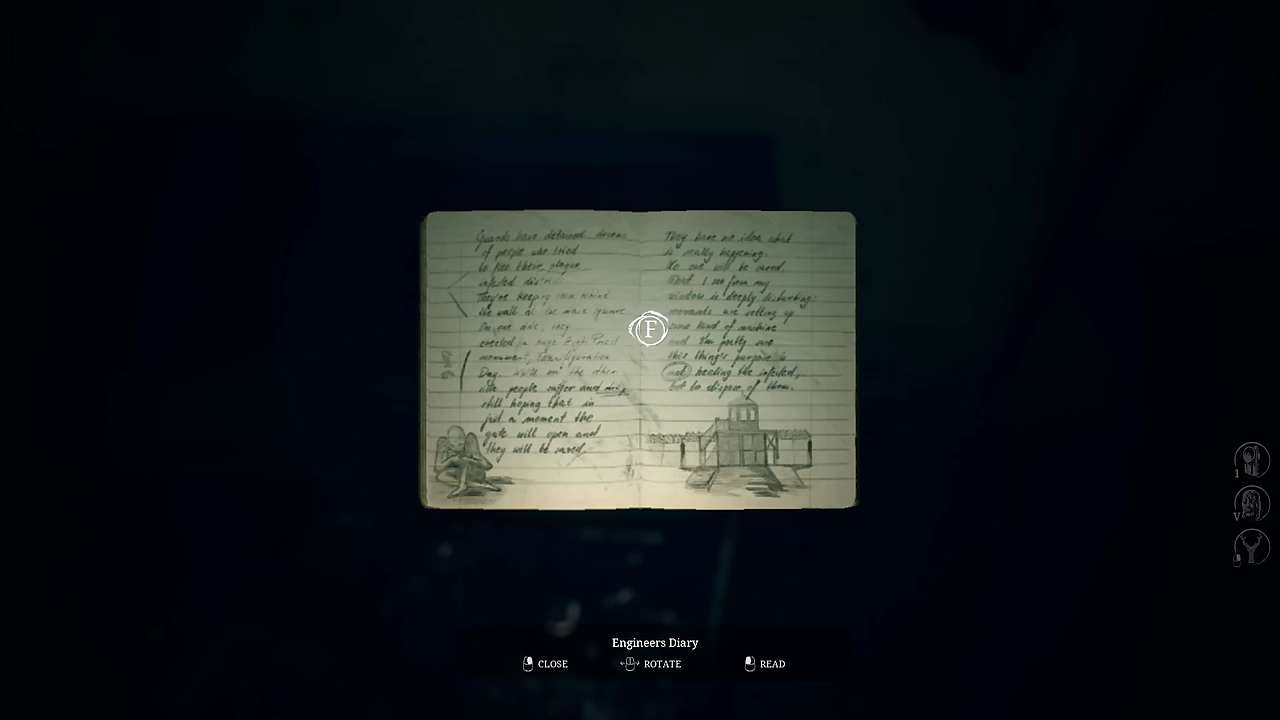 Guards have detained dozens
of people who tried
to flee these plague
infected district.
They're keeping them behind
the wall at the main square.
On one side, they
erected a huge High Priest
monument, Transfiguration
Day. While on the other
side people suffer and
still hoping that in
just a moment the
gate will open and
they will be saved.
They have no idea what
is really happening.
No one will be saved.
What I see from my
window is deeply disturbing:
servants are setting up
some kind of machine
and I'm pretty sure
this thing's purpose is
not healing the infected,
but to dispose of them.
F
1
V
Engineers Diary
CLOSE
ROTATE
READ